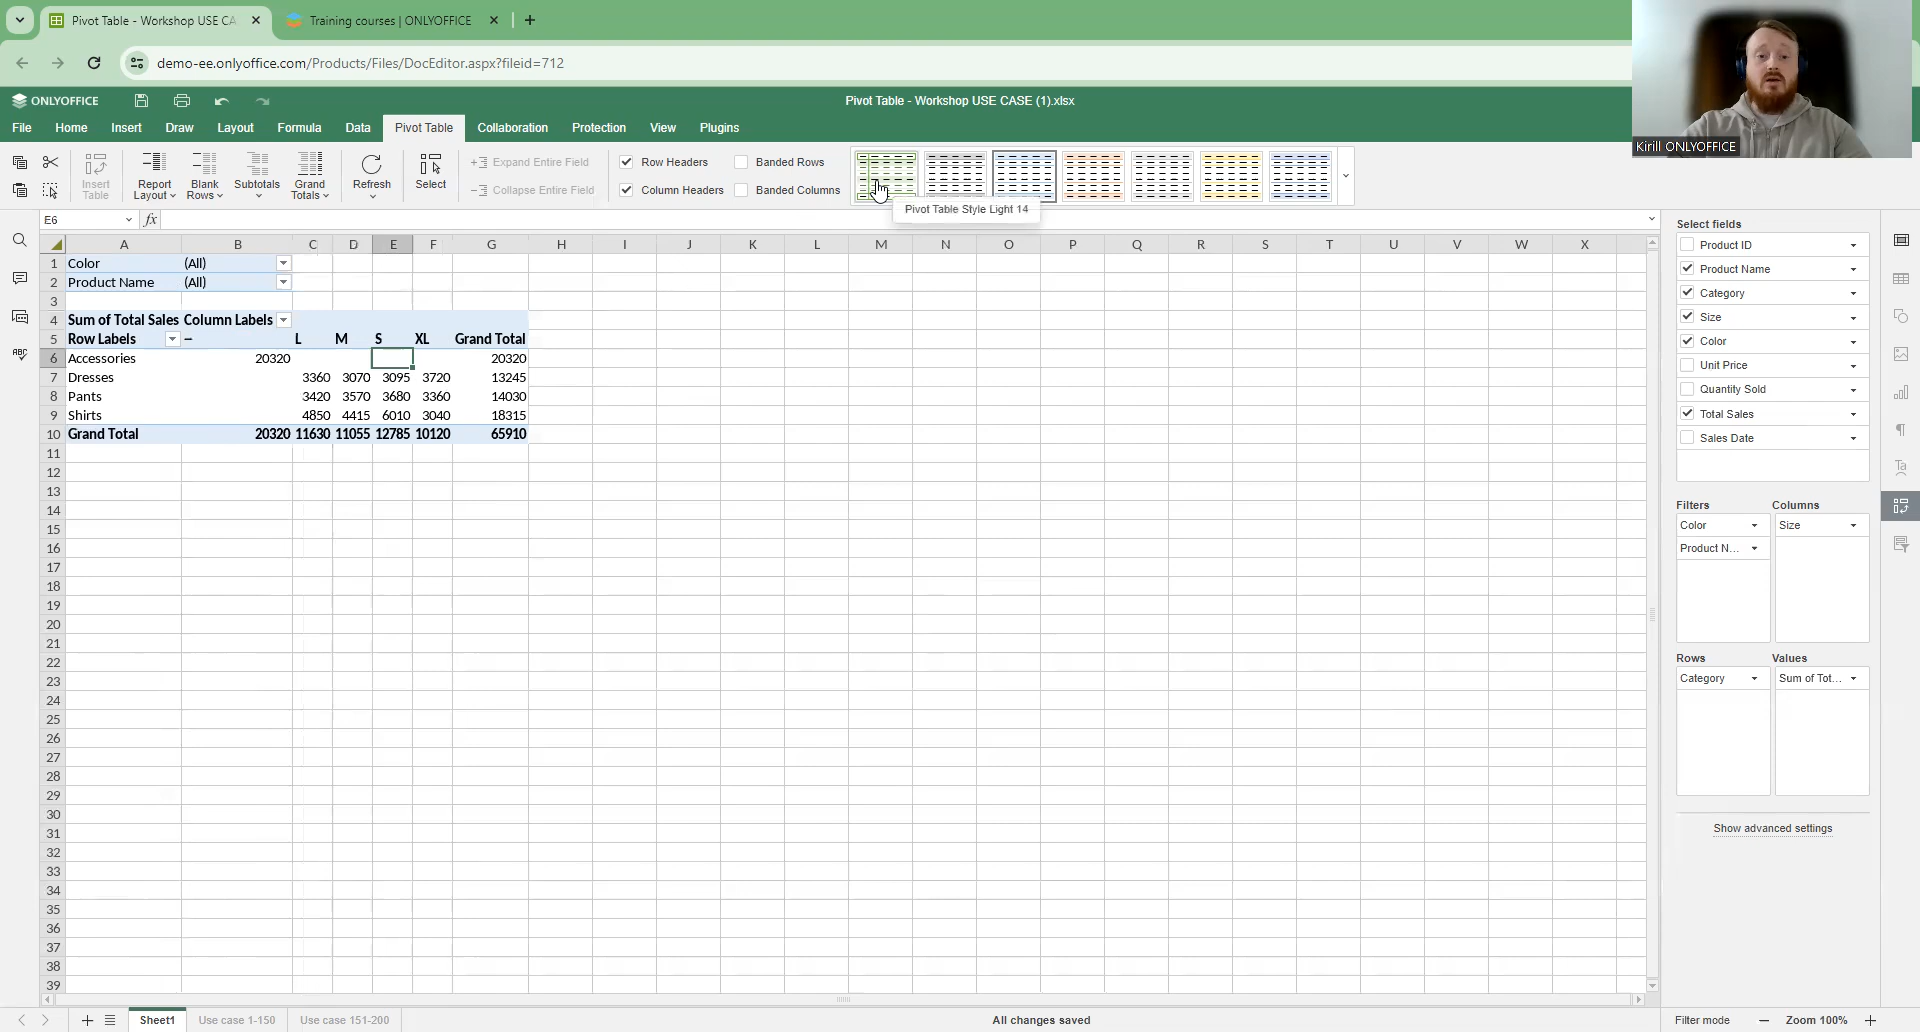 Pivot Table - Workshop USE CA
Training courses | ONLYOFFICE
demo-ee.onlyoffice.com/Products/Files/DocEditor.aspx?fileid=712
ONLYOFFICE
Pivot Table - Workshop USE CASE (1).xlsx
Kirill ONLYOFFICE
File Home Insert Draw Layout Formula Data Pivot Table Collaboration Protection View Plugins
Insert Table
Report Layout
Blank Rows
Subtotals
Grand Totals
Refresh
Select
Expand Entire Field
Collapse Entire Field
Row Headers
Column Headers
Banded Rows
Banded Columns
Pivot Table Style Light 14
E6
fx
A B C D E F G H I J K L M N O P Q R S T U V W X
1 Color (All)
2 Product Name (All)
3
4 Sum of Total Sales Column Labels
5 Row Labels – L M S XL Grand Total
6 Accessories 20320 20320
7 Dresses 3360 3070 3095 3720 13245
8 Pants 3420 3570 3680 3360 14030
9 Shirts 4850 4415 6010 3040 18315
10 Grand Total 20320 11630 11055 12785 10120 65910
11
12
13
14
15
16
17
18
19
20
21
22
23
24
25
26
27
28
29
30
31
32
33
34
35
36
37
38
39
Select fields
Product ID
Product Name
Category
Size
Color
Unit Price
Quantity Sold
Total Sales
Sales Date
Filters Columns
Color Size
Product N...
Rows Values
Category Sum of Tot...
Show advanced settings
ABC
Ta
Sheet1 Use case 1-150 Use case 151-200
All changes saved
Filter mode
Zoom 100%